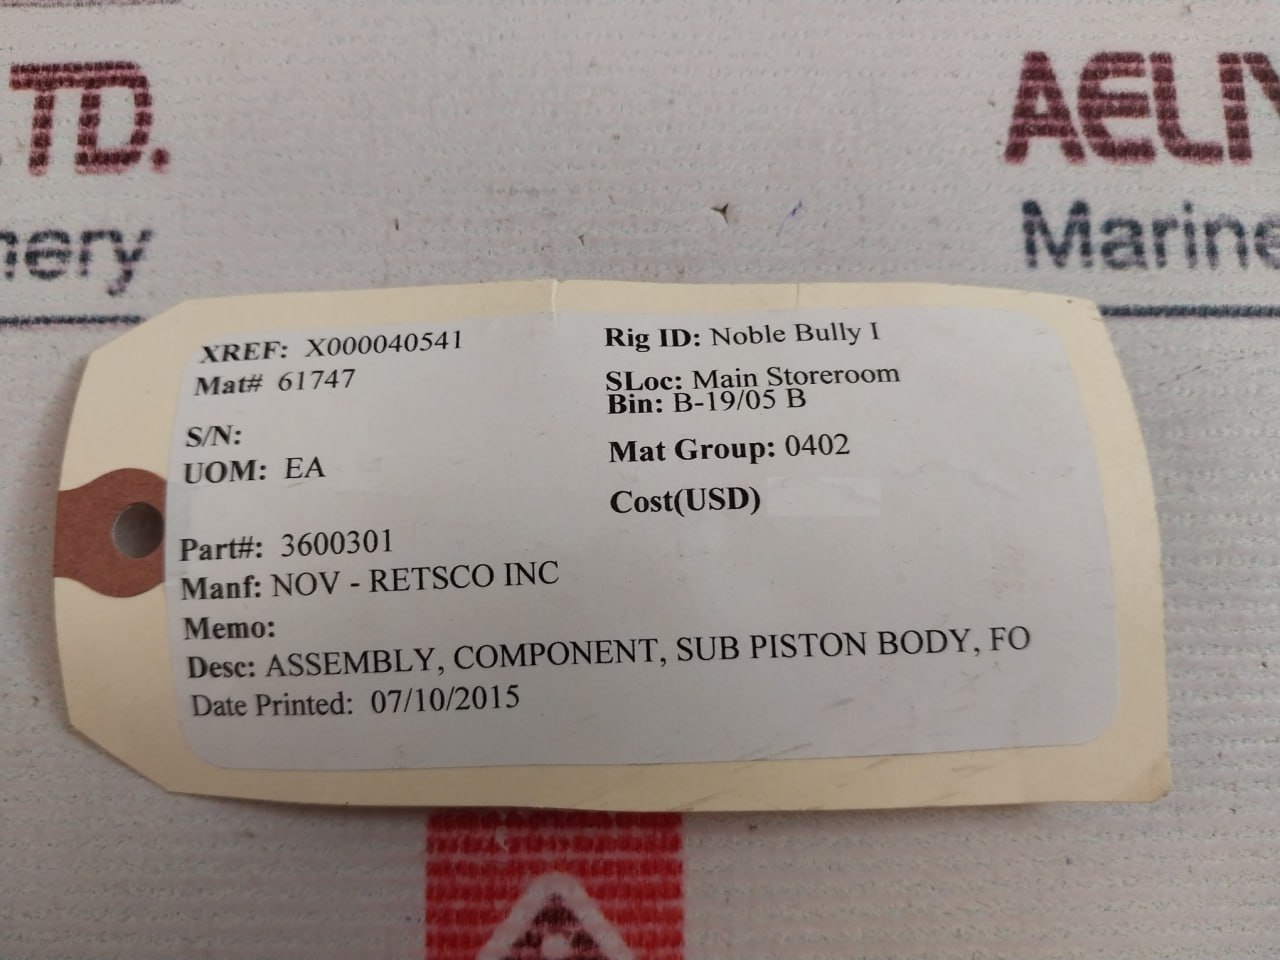 TD.
AELIY
nery
Marine
XREF: X000040541
Mat# 61747
S/N:
UOM: EA
Part#: 3600301
Manf: NOV - RETSCO INC
Memo:
Desc: ASSEMBLY, COMPONENT, SUB PISTON BODY, FO
Date Printed: 07/10/2015
Rig ID: Noble Bully I
SLoc: Main Storeroom
Bin: B-19/05 B
Mat Group: 0402
Cost(USD)